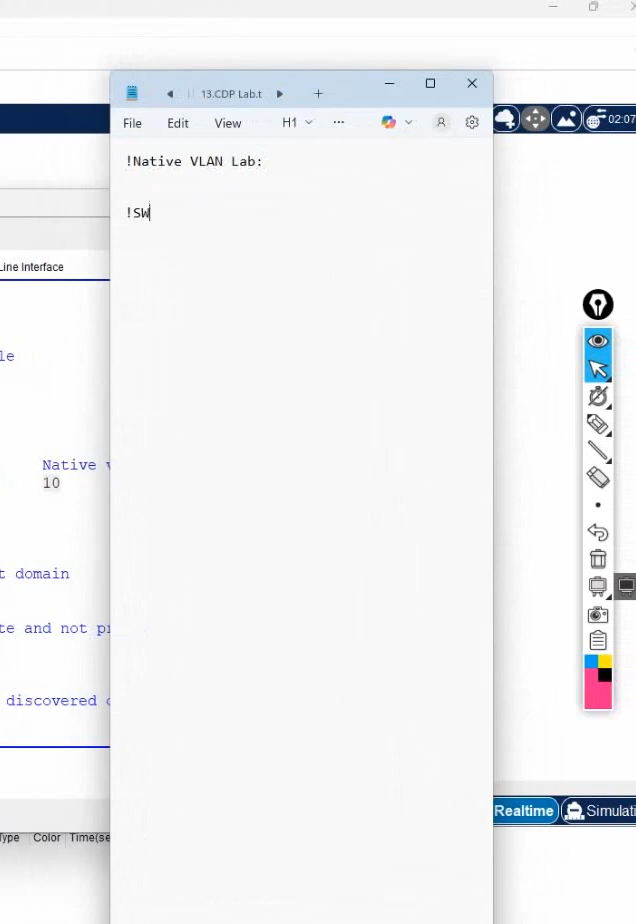 13.CDP Lab.t
File Edit View H1
02:07
!Native VLAN Lab:
!SW
Line Interface
le
Native v
10
t domain
te and not pr
discovered c
Realtime Simulati
Type Color Time(se